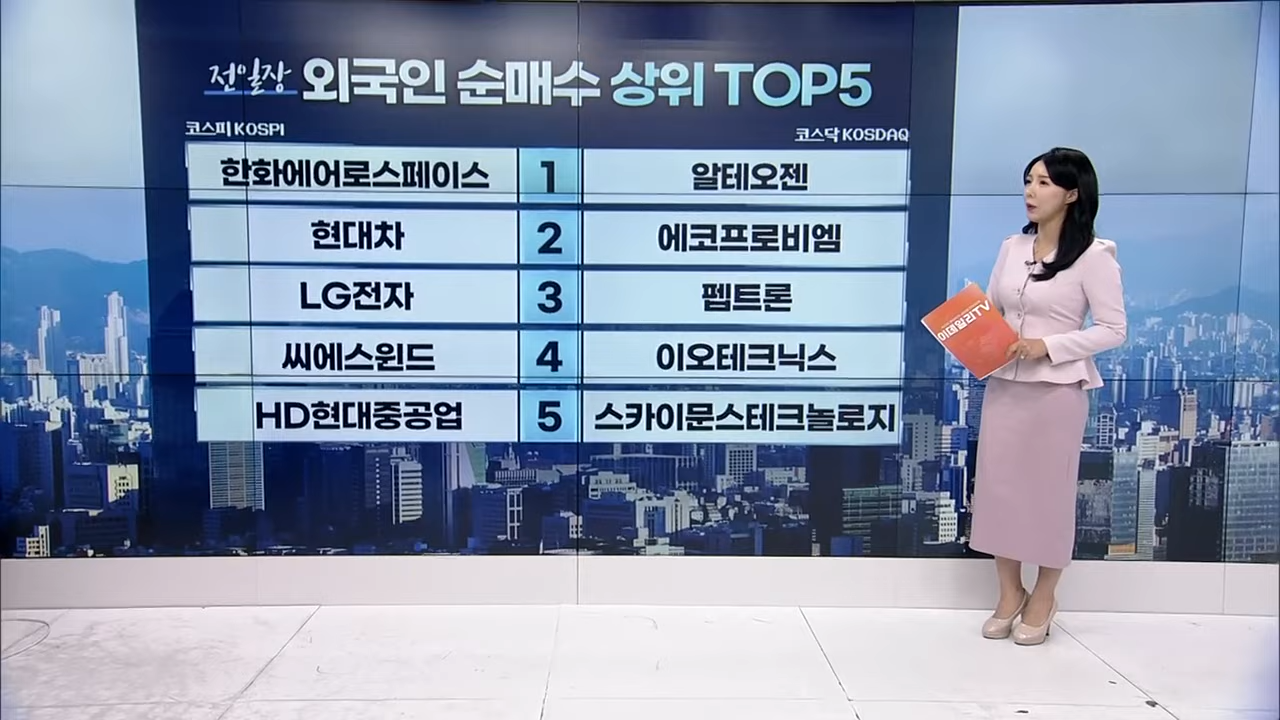 전일장 외국인 순매수 상위 TOP5
코스피 KOSPI
코스닥 KOSDAQ
한화에어로스페이스 1 알테오젠
현대차 2 에코프로비엠
LG전자 3 펩트론
씨에스윈드 4 이오테크닉스
HD현대중공업 5 스카이문스테크놀로지
이데일리TV